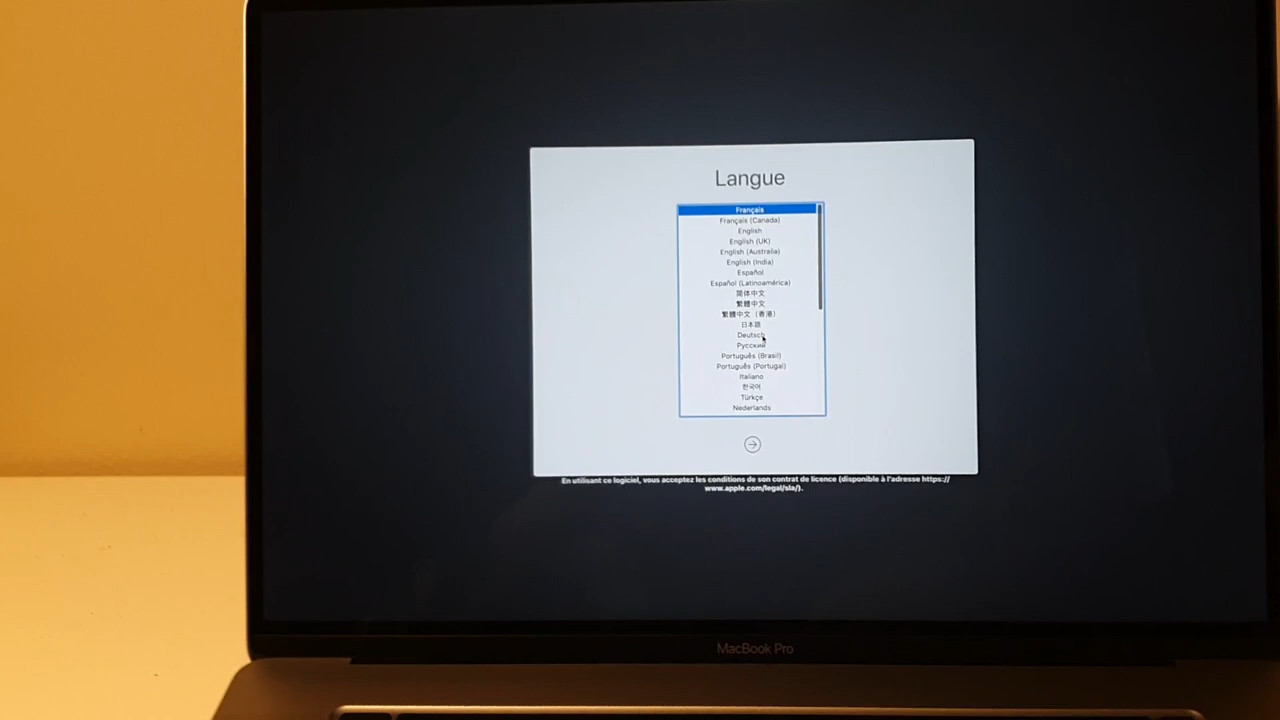 Langue
Français
Français (Canada)
English
English (UK)
English (Australia)
English (India)
Español
Español (Latinoamérica)
简体中文
繁體中文
繁體中文（香港）
日本語
Deutsch
Русский
Português (Brasil)
Português (Portugal)
Italiano
한국어
Türkçe
Nederlands
En utilisant ce logiciel, vous acceptez les conditions de son contrat de licence (disponible à l'adresse https://
www.apple.com/legal/sla/).
MacBook Pro